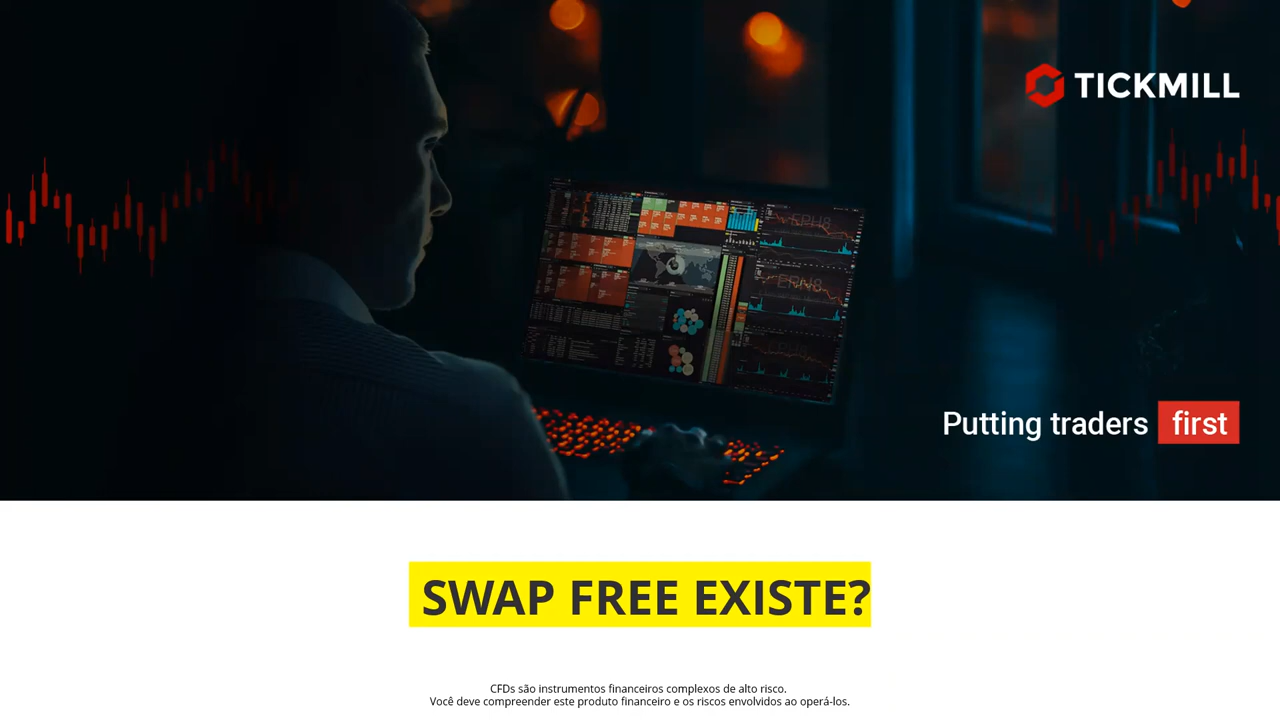 TICKMILL
Putting traders first
SWAP FREE EXISTE?
CFDs são instrumentos financeiros complexos de alto risco.
Você deve compreender este produto financeiro e os riscos envolvidos ao operá-los.